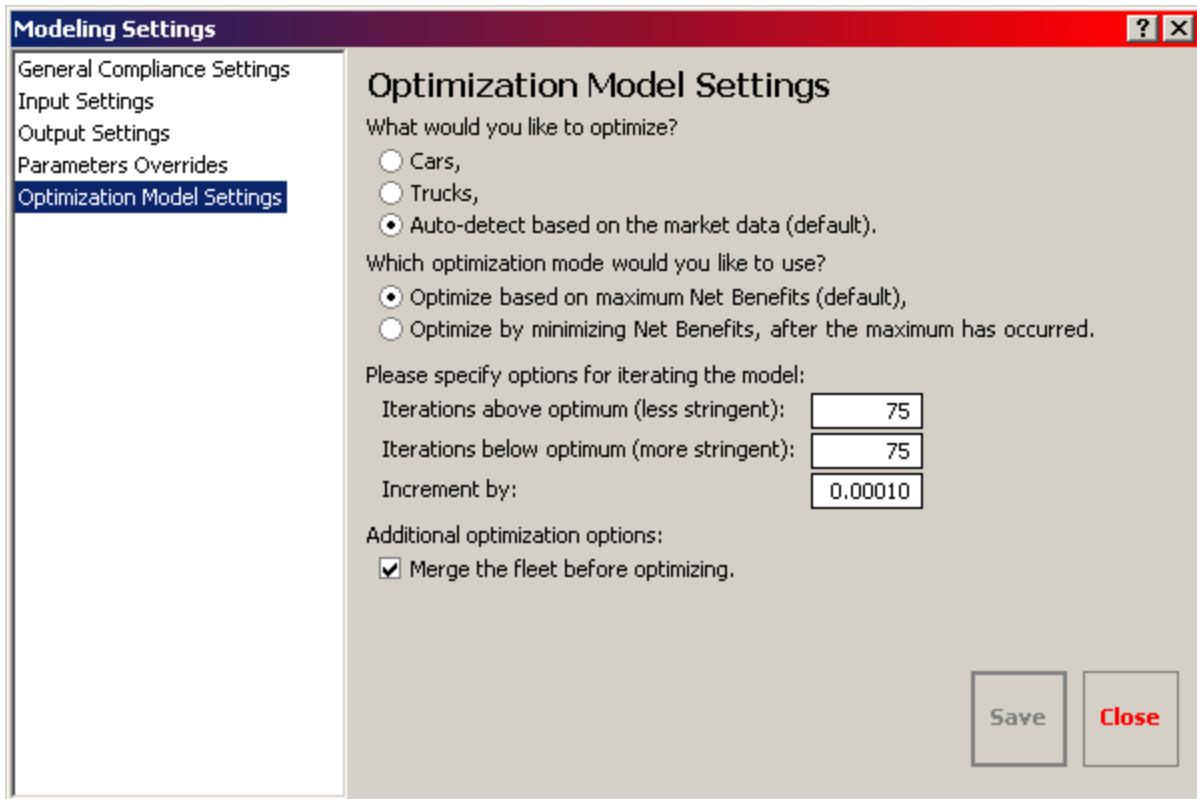 Modeling Settings
General Compliance Settings
Input Settings
Output Settings
Parameters Overrides
Optimization Model Settings
Optimization Model Settings
What would you like to optimize?
Cars,
Trucks,
Auto-detect based on the market data (default).
Which optimization mode would you like to use?
Optimize based on maximum Net Benefits (default),
Optimize by minimizing Net Benefits, after the maximum has occurred.
Please specify options for iterating the model:
Iterations above optimum (less stringent): 75
Iterations below optimum (more stringent): 75
Increment by: 0.00010
Additional optimization options:
Merge the fleet before optimizing.
Save Close